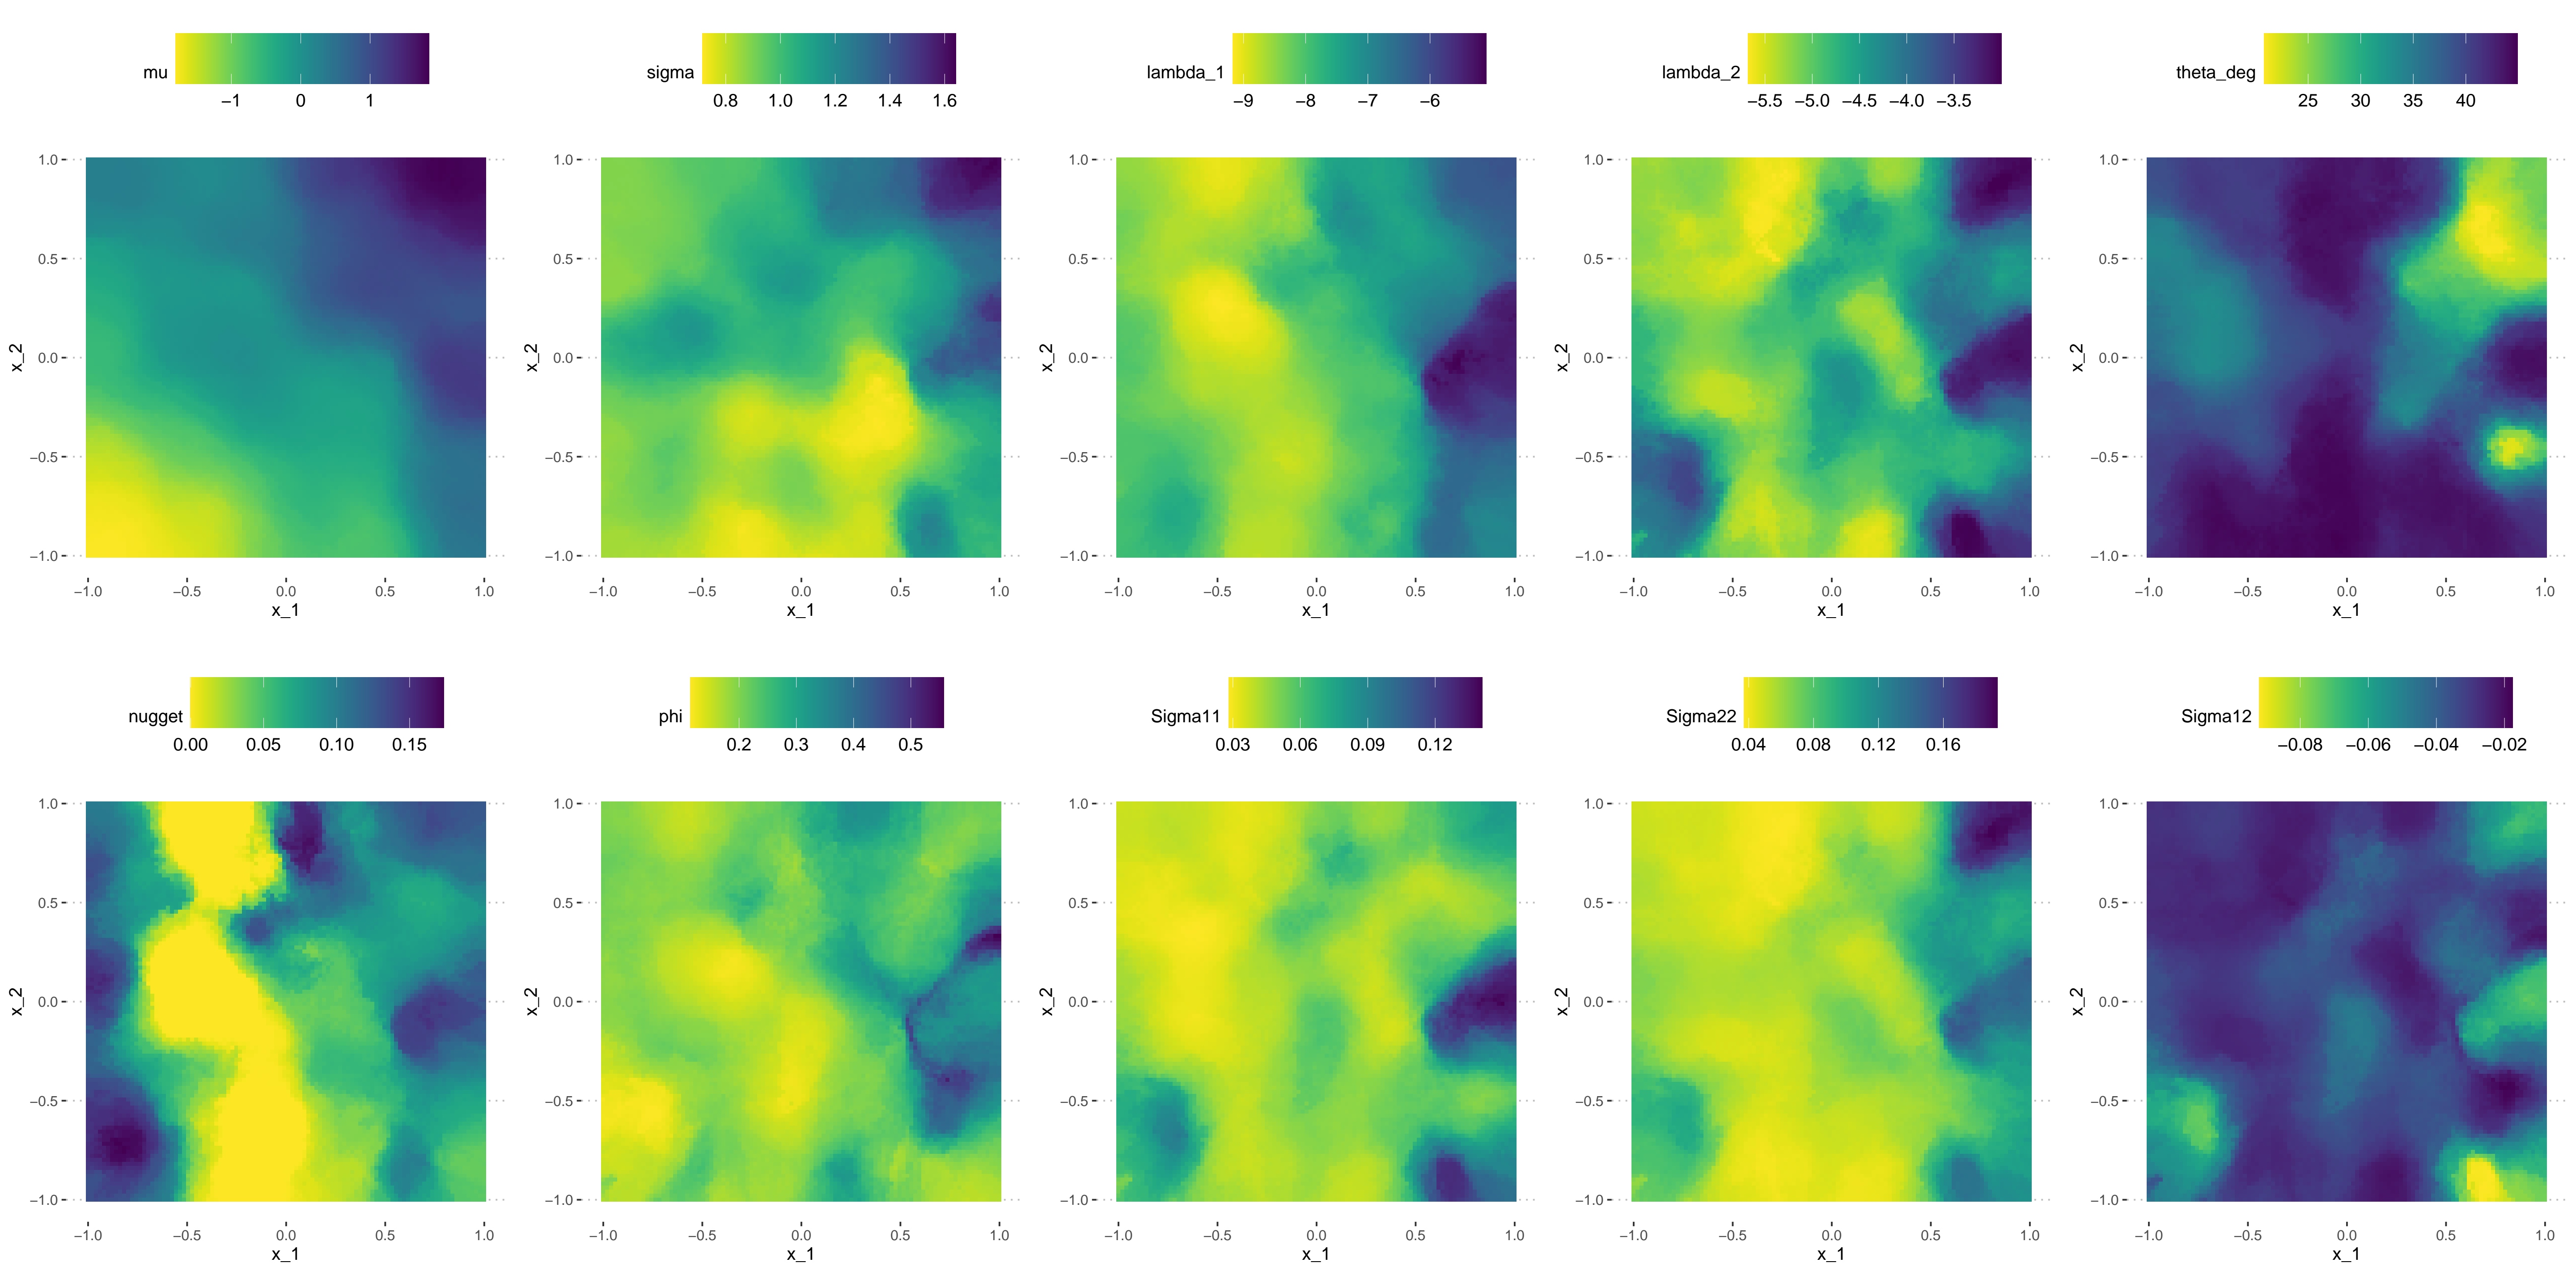 mu
−1 0 1
sigma
0.8 1.0 1.2 1.4 1.6
lambda_1
−9 −8 −7 −6
lambda_2
−5.5 −5.0 −4.5 −4.0 −3.5
theta_deg
25 30 35 40
x_2
1.0
0.5
0.0
−0.5
−1.0
−1.0 −0.5 0.0 0.5 1.0
x_1
x_2
1.0
0.5
0.0
−0.5
−1.0
−1.0 −0.5 0.0 0.5 1.0
x_1
x_2
1.0
0.5
0.0
−0.5
−1.0
−1.0 −0.5 0.0 0.5 1.0
x_1
x_2
1.0
0.5
0.0
−0.5
−1.0
−1.0 −0.5 0.0 0.5 1.0
x_1
x_2
1.0
0.5
0.0
−0.5
−1.0
−1.0 −0.5 0.0 0.5 1.0
x_1
nugget
0.00 0.05 0.10 0.15
phi
0.2 0.3 0.4 0.5
Sigma11
0.03 0.06 0.09 0.12
Sigma22
0.04 0.08 0.12 0.16
Sigma12
−0.08 −0.06 −0.04 −0.02
x_2
1.0
0.5
0.0
−0.5
−1.0
−1.0 −0.5 0.0 0.5 1.0
x_1
x_2
1.0
0.5
0.0
−0.5
−1.0
−1.0 −0.5 0.0 0.5 1.0
x_1
x_2
1.0
0.5
0.0
−0.5
−1.0
−1.0 −0.5 0.0 0.5 1.0
x_1
x_2
1.0
0.5
0.0
−0.5
−1.0
−1.0 −0.5 0.0 0.5 1.0
x_1
x_2
1.0
0.5
0.0
−0.5
−1.0
−1.0 −0.5 0.0 0.5 1.0
x_1